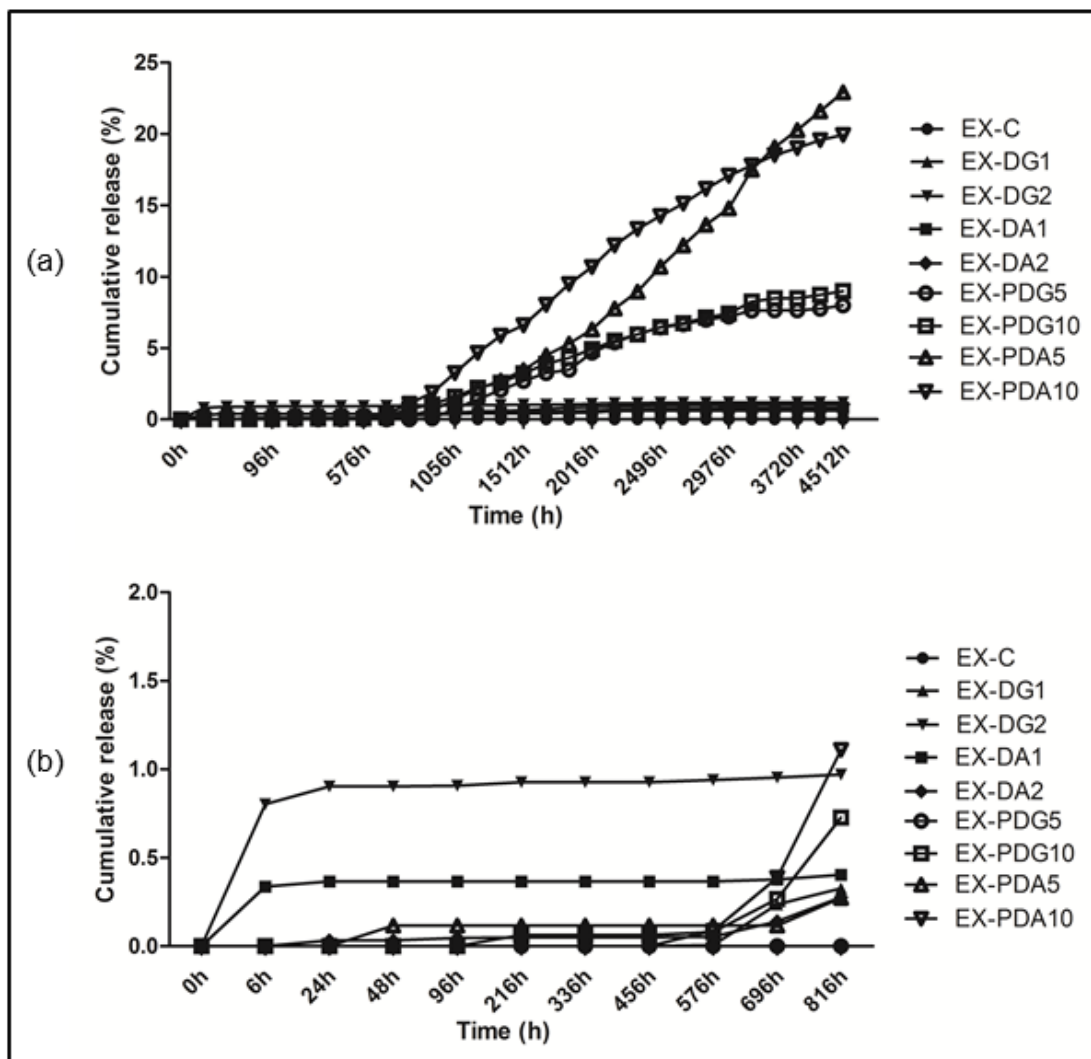 (a)
Cumulative release (%)
25
20
15
10
5
0
0h
96h
576h
1056h
1512h
2016h
2496h
2976h
3720h
4512h
Time (h)
EX-C
EX-DG1
EX-DG2
EX-DA1
EX-DA2
EX-PDG5
EX-PDG10
EX-PDA5
EX-PDA10
(b)
Cumulative release (%)
2.0
1.5
1.0
0.5
0.0
0h
6h
24h
48h
96h
216h
336h
456h
576h
696h
816h
Time (h)
EX-C
EX-DG1
EX-DG2
EX-DA1
EX-DA2
EX-PDG5
EX-PDG10
EX-PDA5
EX-PDA10